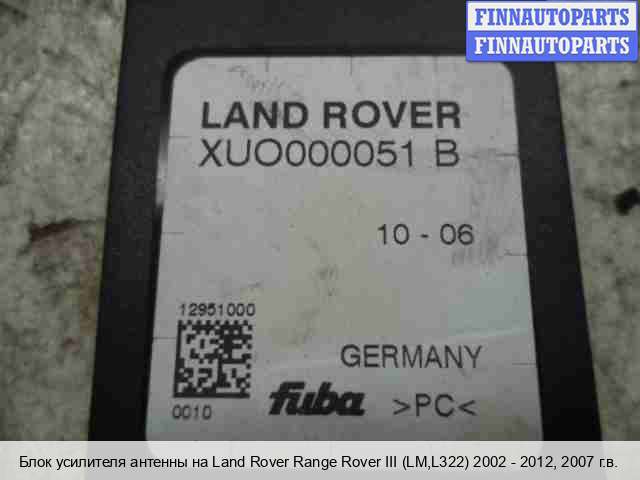 FINNAUTOPARTS
FINNAUTOPARTS
LAND ROVER
XUO000051 B
10 - 06
12951000
GERMANY
0010
fuba >PC<
Блок усилителя антенны на Land Rover Range Rover III (LM,L322) 2002 - 2012, 2007 г.в.